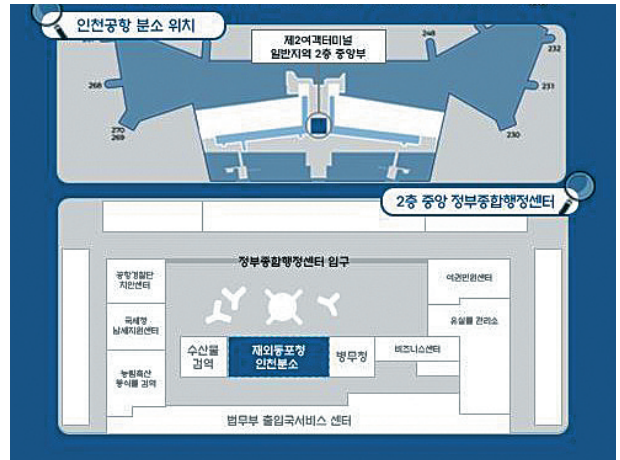 인천공항 분소 위치
제2여객터미널
일반지역 2층 중앙부
248
232
268
231
270
269
230
2층 중앙 정부종합행정센터
정부종합행정센터 입구
공항경찰단
치안센터
여권민원센터
국세청
납세지원센터
유실물 관리소
수산물
검역
재외동포청
인천분소
병무청
비즈니스센터
농림축산
동식물 검역
법무부 출입국서비스 센터